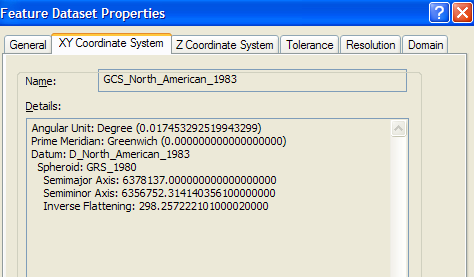 Feature Dataset Properties
General XY Coordinate System Z Coordinate System Tolerance Resolution Domain
Name: GCS_North_American_1983
Details:
Angular Unit: Degree (0.017453292519943299)
Prime Meridian: Greenwich (0.000000000000000000)
Datum: D_North_American_1983
Spheroid: GRS_1980
Semimajor Axis: 6378137.000000000000000000
Semiminor Axis: 6356752.314140356100000000
Inverse Flattening: 298.257222101000020000